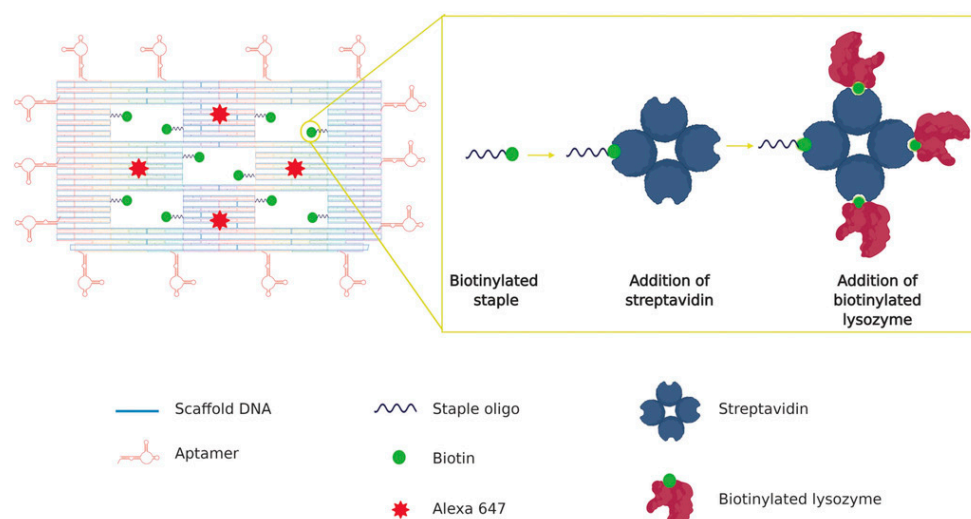 Biotinylated
staple
Addition of
streptavidin
Addition of
biotinylated
lysozyme
Scaffold DNA
Staple oligo
Streptavidin
Aptamer
Biotin
Alexa 647
Biotinylated lysozyme